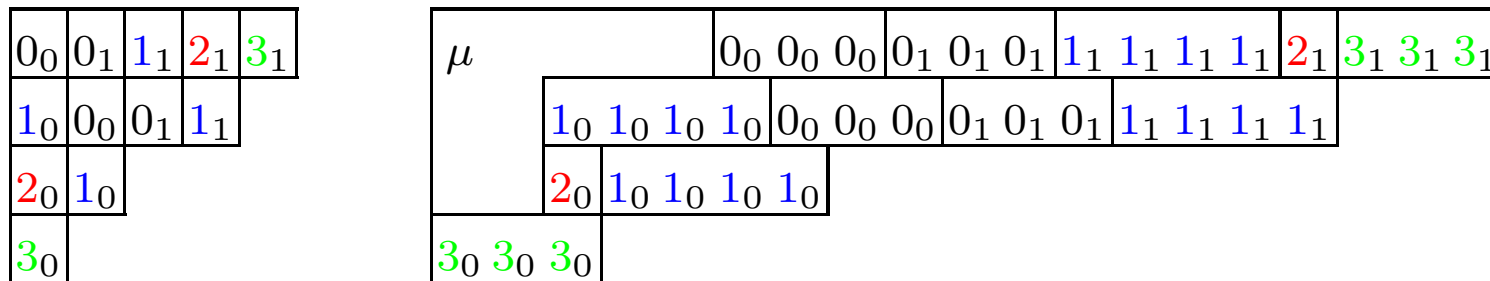 0₀ 0₁ 1₁ 2₁ 3₁ μ 0₀ 0₀ 0₀ 0₁ 0₁ 0₁ 1₁ 1₁ 1₁ 1₁ 2₁ 3₁ 3₁ 3₁
1₀ 0₀ 0₁ 1₁ 1₀ 1₀ 1₀ 1₀ 0₀ 0₀ 0₀ 0₁ 0₁ 0₁ 1₁ 1₁ 1₁ 1₁
2₀ 1₀ 2₀ 1₀ 1₀ 1₀ 1₀
3₀ 3₀ 3₀ 3₀